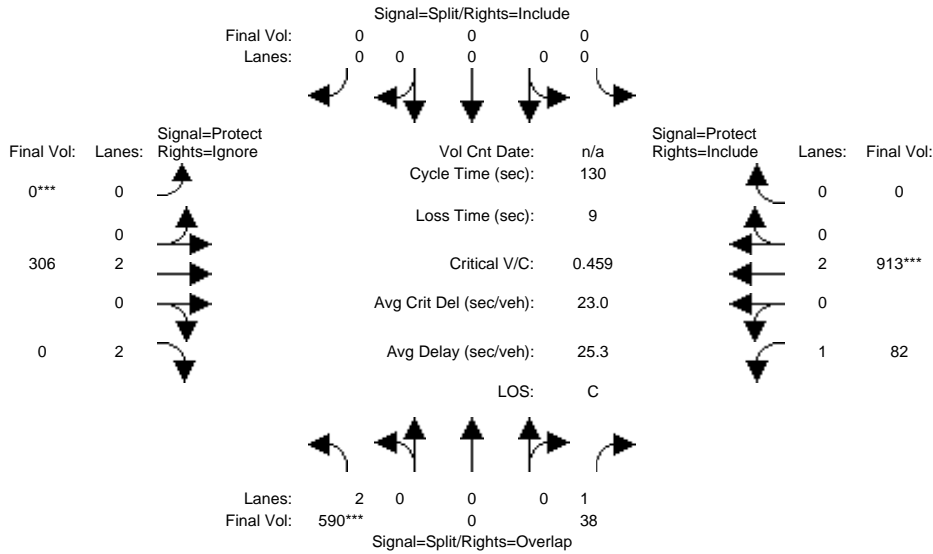 Signal=Split/Rights=Include
Final Vol: 0 0 0
Lanes: 0 0 0 0 0
Signal=Protect Signal=Protect
Final Vol: Lanes: Rights=Ignore Vol Cnt Date: n/a Rights=Include Lanes: Final Vol:
Cycle Time (sec): 130
0*** 0 0 0
Loss Time (sec): 9
0 0
306 2 Critical V/C: 0.459 2 913***
0 Avg Crit Del (sec/veh): 23.0 0
0 2 Avg Delay (sec/veh): 25.3 1 82
LOS: C
Lanes: 2 0 0 0 1
Final Vol: 590*** 0 38
Signal=Split/Rights=Overlap